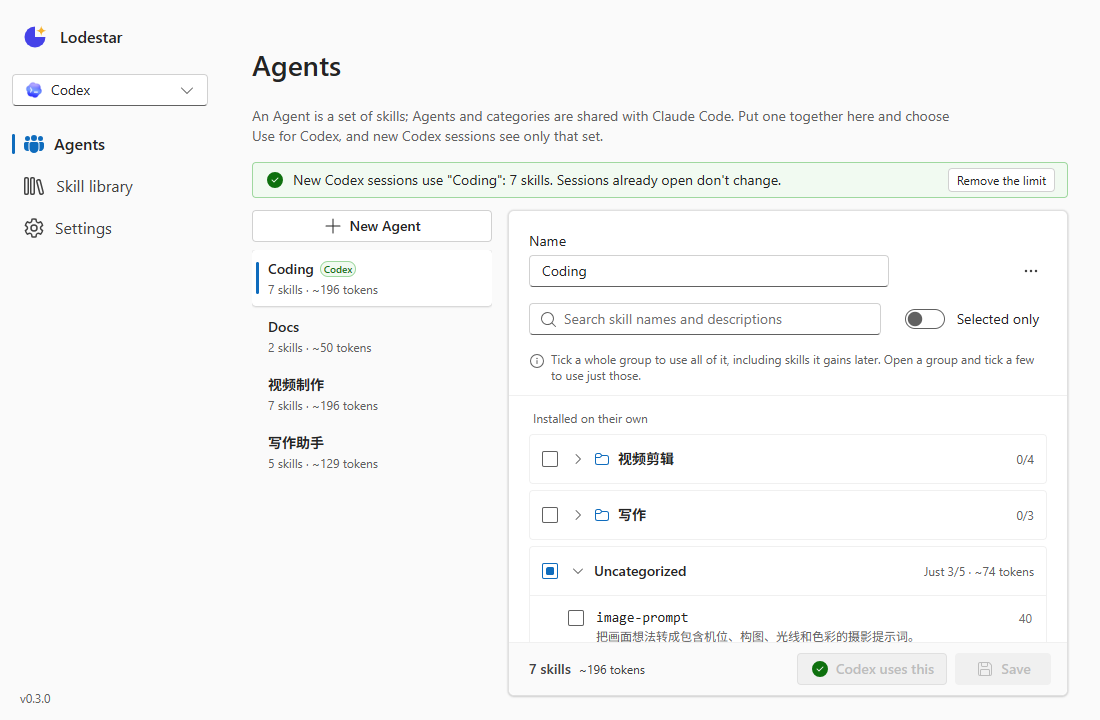 Lodestar
Codex
Agents
Skill library
Settings
v0.3.0
Agents
An Agent is a set of skills; Agents and categories are shared with Claude Code. Put one together here and choose
Use for Codex, and new Codex sessions see only that set.
New Codex sessions use "Coding": 7 skills. Sessions already open don't change.
Remove the limit
New Agent
Coding Codex
7 skills · ~196 tokens
Docs
2 skills · ~50 tokens
视频制作
7 skills · ~196 tokens
写作助手
5 skills · ~129 tokens
Name
Coding
Search skill names and descriptions
Selected only
Tick a whole group to use all of it, including skills it gains later. Open a group and tick a few
to use just those.
Installed on their own
视频剪辑 0/4
写作 0/3
Uncategorized Just 3/5 · ~74 tokens
image-prompt 40
把画面想法转成包含机位、构图、光线和色彩的摄影提示词。
7 skills ~196 tokens
Codex uses this
Save